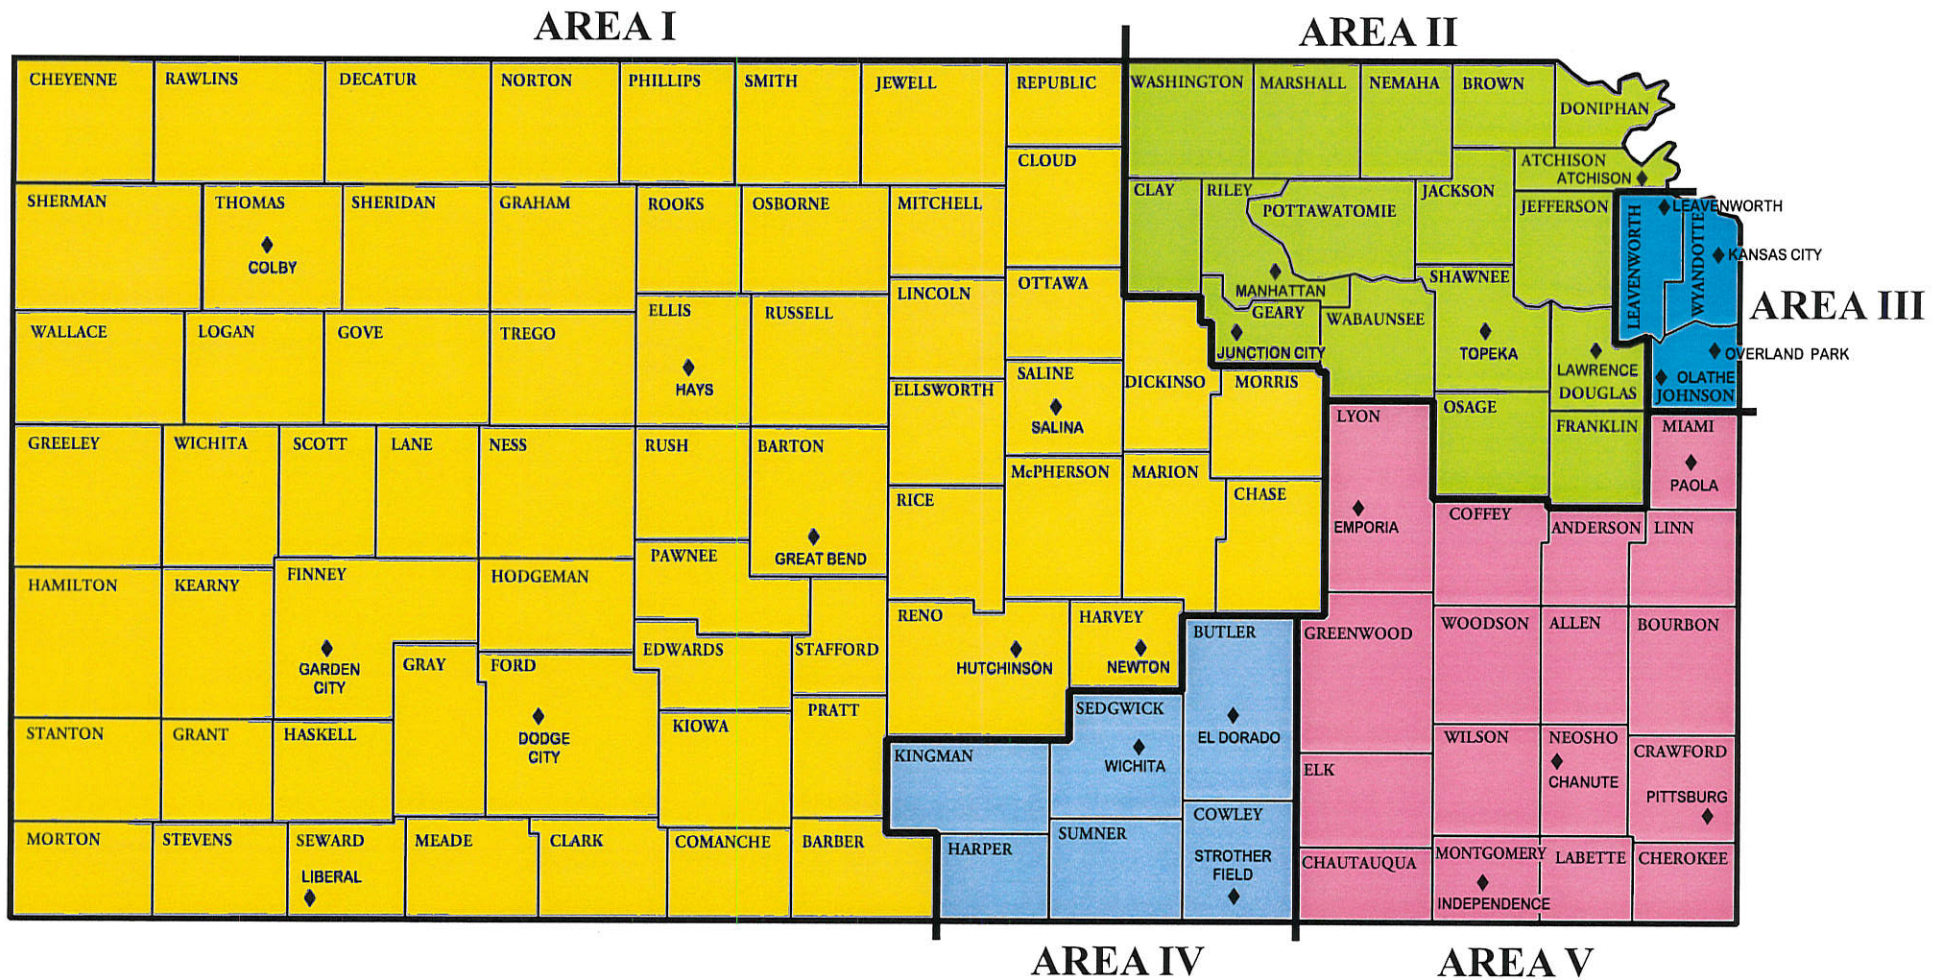 AREA I
AREA II
CHEYENNE
RAWLINS
DECATUR
NORTON
PHILLIPS
SMITH
JEWELL
REPUBLIC
WASHINGTON
MARSHALL
NEMAHA
BROWN
DONIPHAN
CLOUD
ATCHISON
ATCHISON
SHERMAN
THOMAS
COLBY
SHERIDAN
GRAHAM
ROOKS
OSBORNE
MITCHELL
CLAY
RILEY
POTTAWATOMIE
JACKSON
JEFFERSON
LEAVENWORTH
LEAVENWORTH
WYANDOTTE
KANSAS CITY
AREA III
LINCOLN
OTTAWA
MANHATTAN
SHAWNEE
TOPEKA
WALLACE
LOGAN
GOVE
TREGO
ELLIS
HAYS
RUSSELL
GEARY
JUNCTION CITY
WABAUNSEE
LAWRENCE
DOUGLAS
OVERLAND PARK
OLATHE
JOHNSON
ELLSWORTH
SALINE
SALINA
DICKINSO
MORRIS
GREELEY
WICHITA
SCOTT
LANE
NESS
RUSH
BARTON
GREAT BEND
RICE
McPHERSON
MARION
CHASE
LYON
EMPORIA
OSAGE
FRANKLIN
MIAMI
PAOLA
COFFEY
ANDERSON
LINN
HAMILTON
KEARNY
FINNEY
GARDEN
CITY
HODGEMAN
PAWNEE
EDWARDS
STAFFORD
RENO
HUTCHINSON
HARVEY
NEWTON
BUTLER
EL DORADO
GREENWOOD
WOODSON
ALLEN
BOURBON
GRAY
FORD
DODGE
CITY
STANTON
GRANT
HASKELL
KIOWA
PRATT
KINGMAN
SEDGWICK
WICHITA
ELK
WILSON
NEOSHO
CHANUTE
CRAWFORD
PITTSBURG
MORTON
STEVENS
SEWARD
LIBERAL
MEADE
CLARK
COMANCHE
BARBER
HARPER
SUMNER
COWLEY
STROTHER
FIELD
CHAUTAUQUA
MONTGOMERY
INDEPENDENCE
LABETTE
CHEROKEE
AREA IV
AREA V